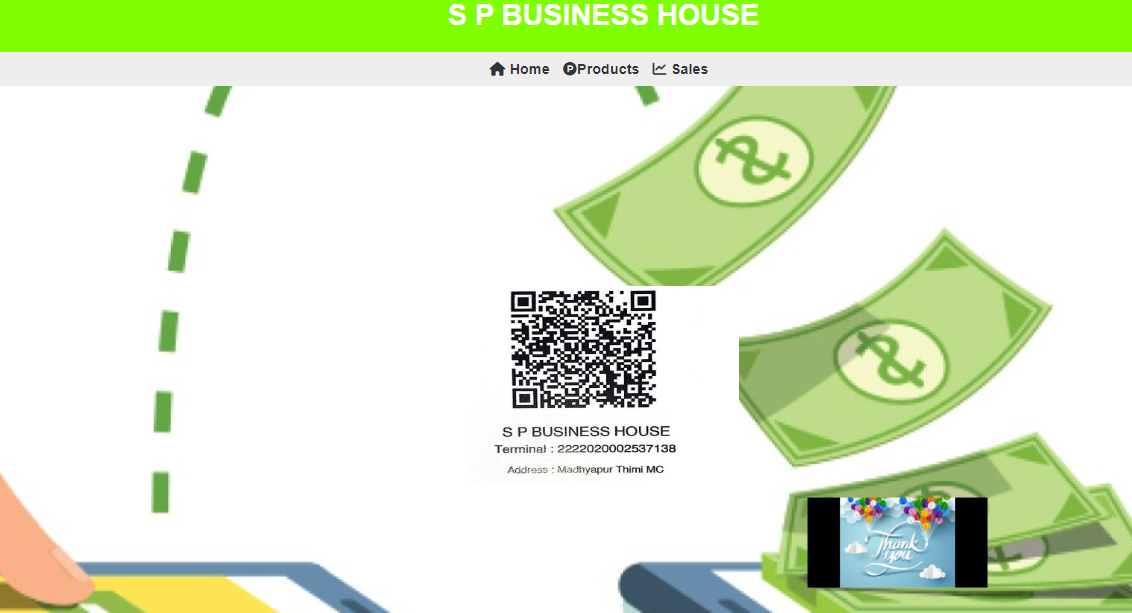 S P BUSINESS HOUSE
Home Products Sales
S P BUSINESS HOUSE
Terminal : 2222020002537138
Address : Madhyapur Thimi MC
Thank you